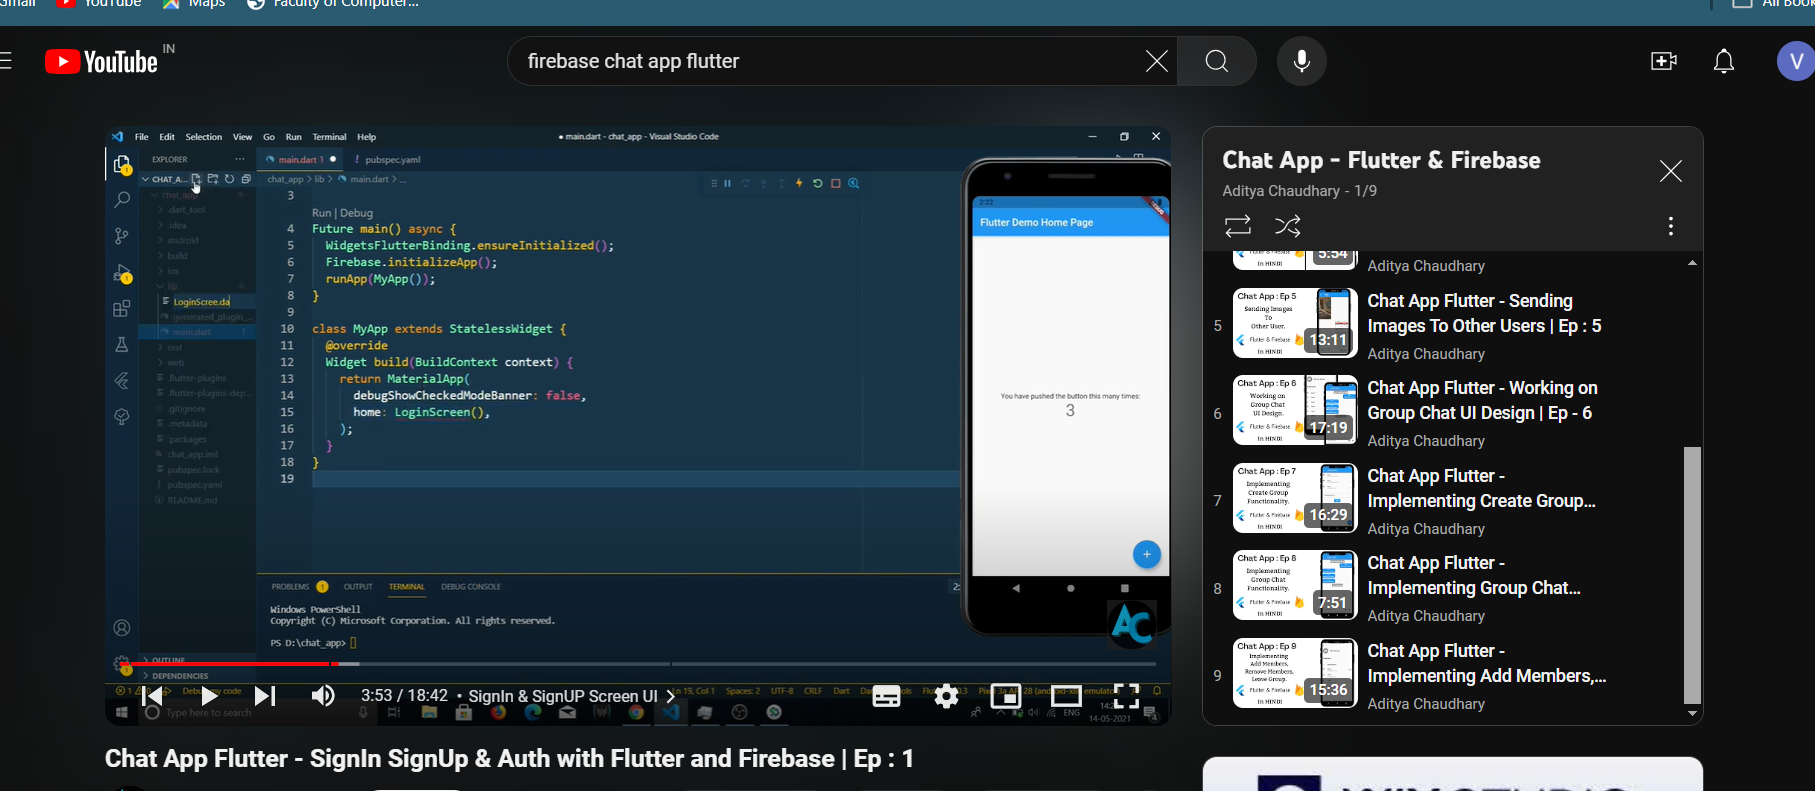 Gmail
YouTube
Maps
Faculty of Computer...
All Book
YouTube IN
firebase chat app flutter
V
File Edit Selection View Go Run Terminal Help
● main.dart - chat_app - Visual Studio Code
EXPLORER ...
main.dart 1 ●
! pubspec.yaml
CHAT_A...
chat_app > lib > main.dart > ...
chat_app
.dart_tool
.idea
android
build
ios
lib
LoginScree.da
generated_plugin_...
main.dart 1
test
web
.flutter-plugins
.flutter-plugins-dep...
.gitignore
.metadata
.packages
chat_app.iml
pubspec.lock
pubspec.yaml
README.md
OUTLINE
DEPENDENCIES
3
Run | Debug
4 Future main() async {
5 WidgetsFlutterBinding.ensureInitialized();
6 Firebase.initializeApp();
7 runApp(MyApp());
8 }
9
10 class MyApp extends StatelessWidget {
11 @override
12 Widget build(BuildContext context) {
13 return MaterialApp(
14 debugShowCheckedModeBanner: false,
15 home: LoginScreen(),
16 );
17 }
18 }
19
2:22
Flutter Demo Home Page
You have pushed the button this many times:
3
+
AC
PROBLEMS 1 OUTPUT TERMINAL DEBUG CONSOLE
2:
Windows PowerShell
Copyright (C) Microsoft Corporation. All rights reserved.
PS D:\chat_app>
3:53 / 18:42 • SignIn & SignUP Screen UI >
Debug my code
Ln 19, Col 1 Spaces: 2 UTF-8 CRLF Dart
Type here to search
ENG
14-05-2021
4
Chat App Flutter - SignIn SignUp & Auth with Flutter and Firebase | Ep : 1
Chat App - Flutter & Firebase
Aditya Chaudhary - 1/9
In HINDI
5:54
Aditya Chaudhary
5
Chat App : Ep 5
Sending Images
To
Other User.
Flutter & Firebase
In HINDI
13:11
Chat App Flutter - Sending
Images To Other Users | Ep : 5
Aditya Chaudhary
6
Chat App : Ep 6
Working on
Group Chat
UI Design.
Flutter & Firebase
In HINDI
17:19
Chat App Flutter - Working on
Group Chat UI Design | Ep - 6
Aditya Chaudhary
7
Chat App : Ep 7
Implementing
Create Group
Functionality.
Flutter & Firebase
In HINDI
16:29
Chat App Flutter -
Implementing Create Group...
Aditya Chaudhary
8
Chat App : Ep 8
Implementing
Group Chat
Functionality.
Flutter & Firebase
In HINDI
7:51
Chat App Flutter -
Implementing Group Chat...
Aditya Chaudhary
9
Chat App : Ep 9
Implementing
Add Members,
Remove Members,
Leave Group.
Flutter & Firebase
In HINDI
15:36
Chat App Flutter -
Implementing Add Members,...
Aditya Chaudhary